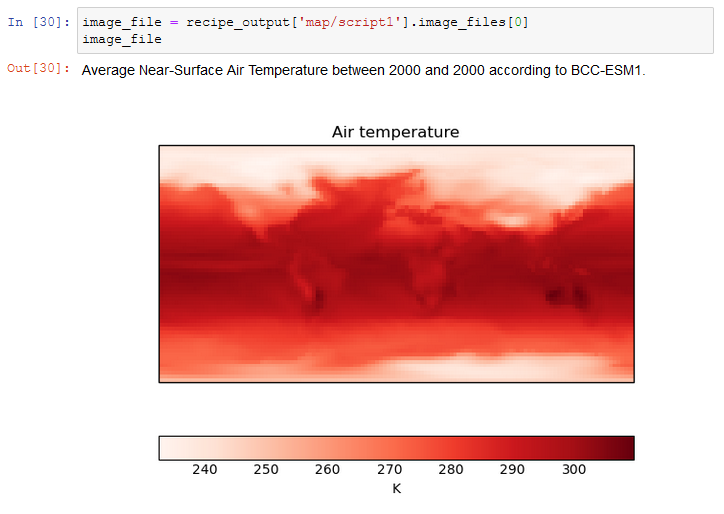 In [30]: image_file = recipe_output['map/script1'].image_files[0]
image_file
Out[30]: Average Near-Surface Air Temperature between 2000 and 2000 according to BCC-ESM1.
Air temperature
240 250 260 270 280 290 300
K